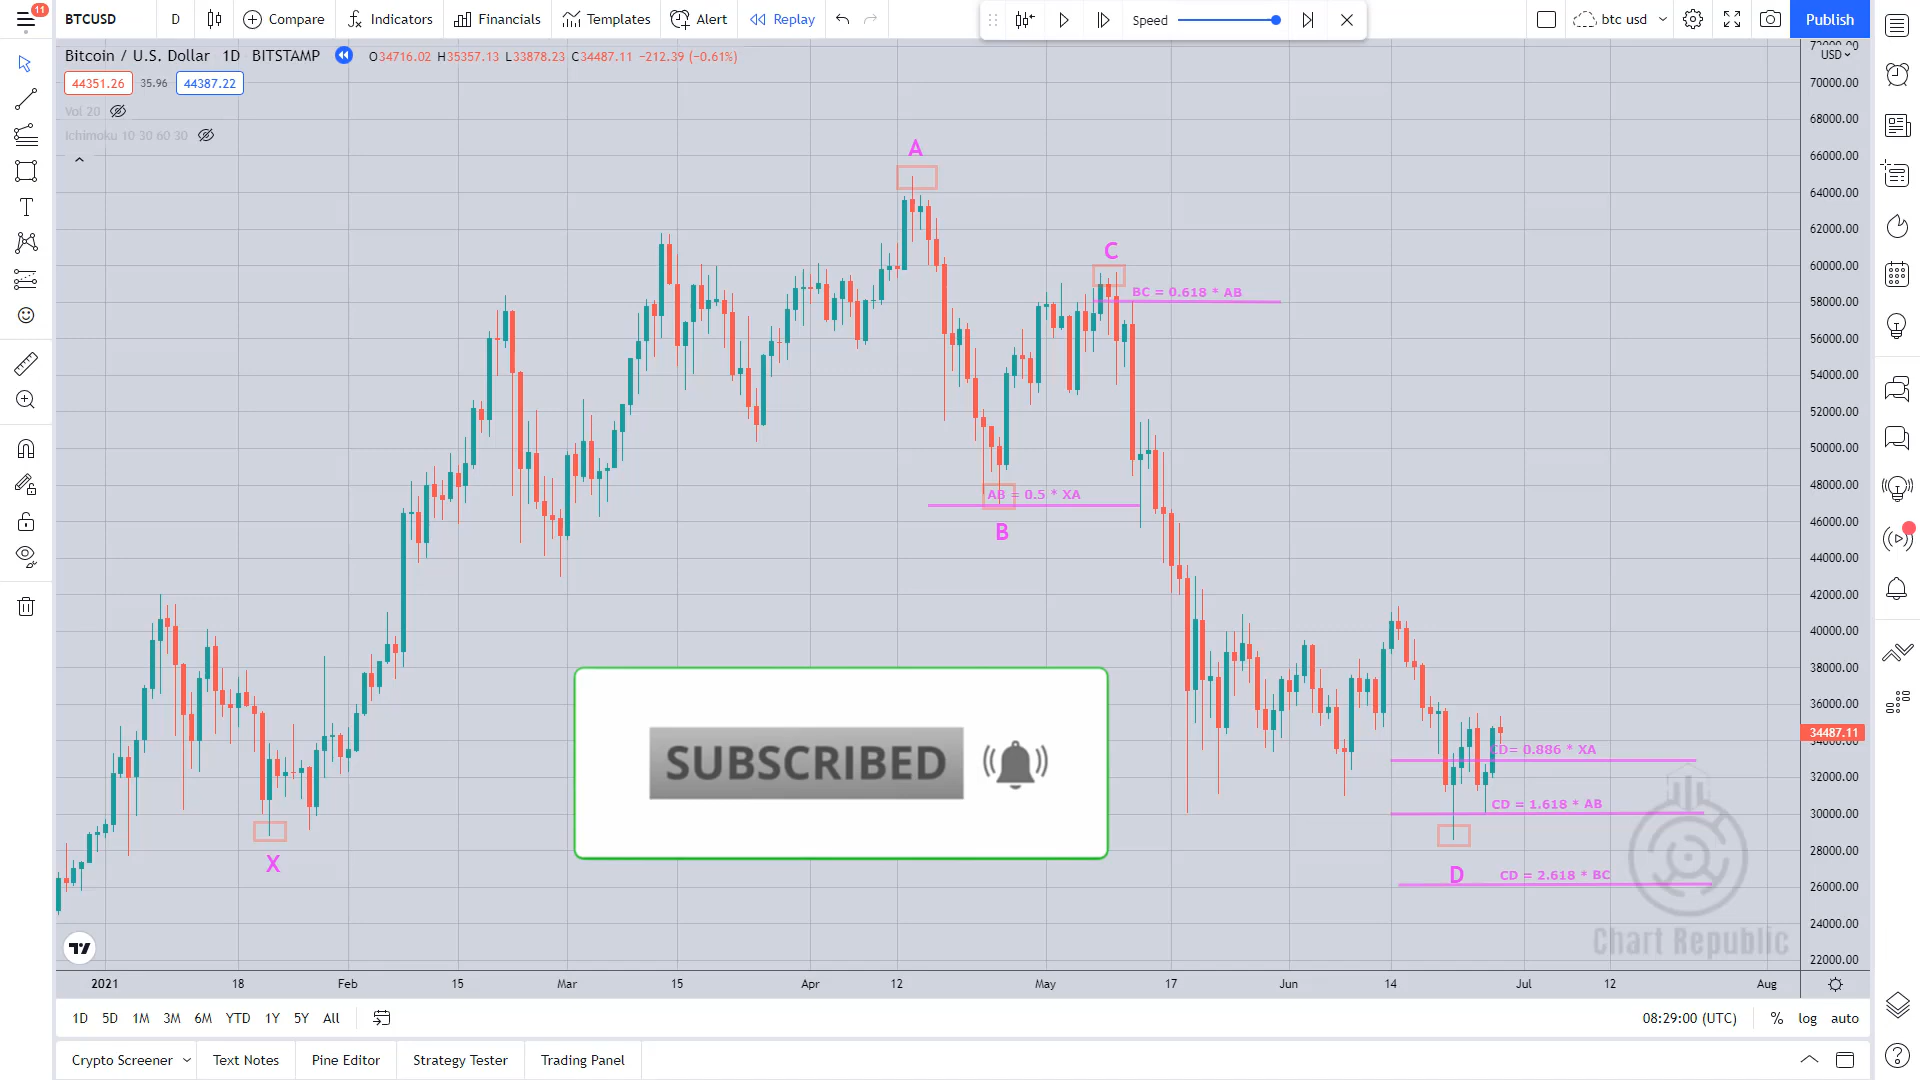 11
BTCUSD D Compare Indicators Financials Templates Alert Replay Speed btc usd Publish
Bitcoin / U.S. Dollar 1D BITSTAMP O34716.02 H35357.13 L33878.23 C34487.11 −212.39 (−0.61%)
44351.26 35.96 44387.22
Vol 20
Ichimoku 10 30 60 30
72000.00
USD
70000.00
68000.00
66000.00
64000.00
62000.00
60000.00
58000.00
56000.00
54000.00
52000.00
50000.00
48000.00
46000.00
44000.00
42000.00
40000.00
38000.00
36000.00
34487.11
34000.00
32000.00
30000.00
28000.00
26000.00
24000.00
22000.00
A
C
BC = 0.618 * AB
AB = 0.5 * XA
B
CD= 0.886 * XA
SUBSCRIBED
CD = 1.618 * AB
X
D
CD = 2.618 * BC
Chart Republic
2021 18 Feb 15 Mar 15 Apr 12 May 17 Jun 14 Jul 12 Aug
1D 5D 1M 3M 6M YTD 1Y 5Y All 08:29:00 (UTC) % log auto
Crypto Screener Text Notes Pine Editor Strategy Tester Trading Panel